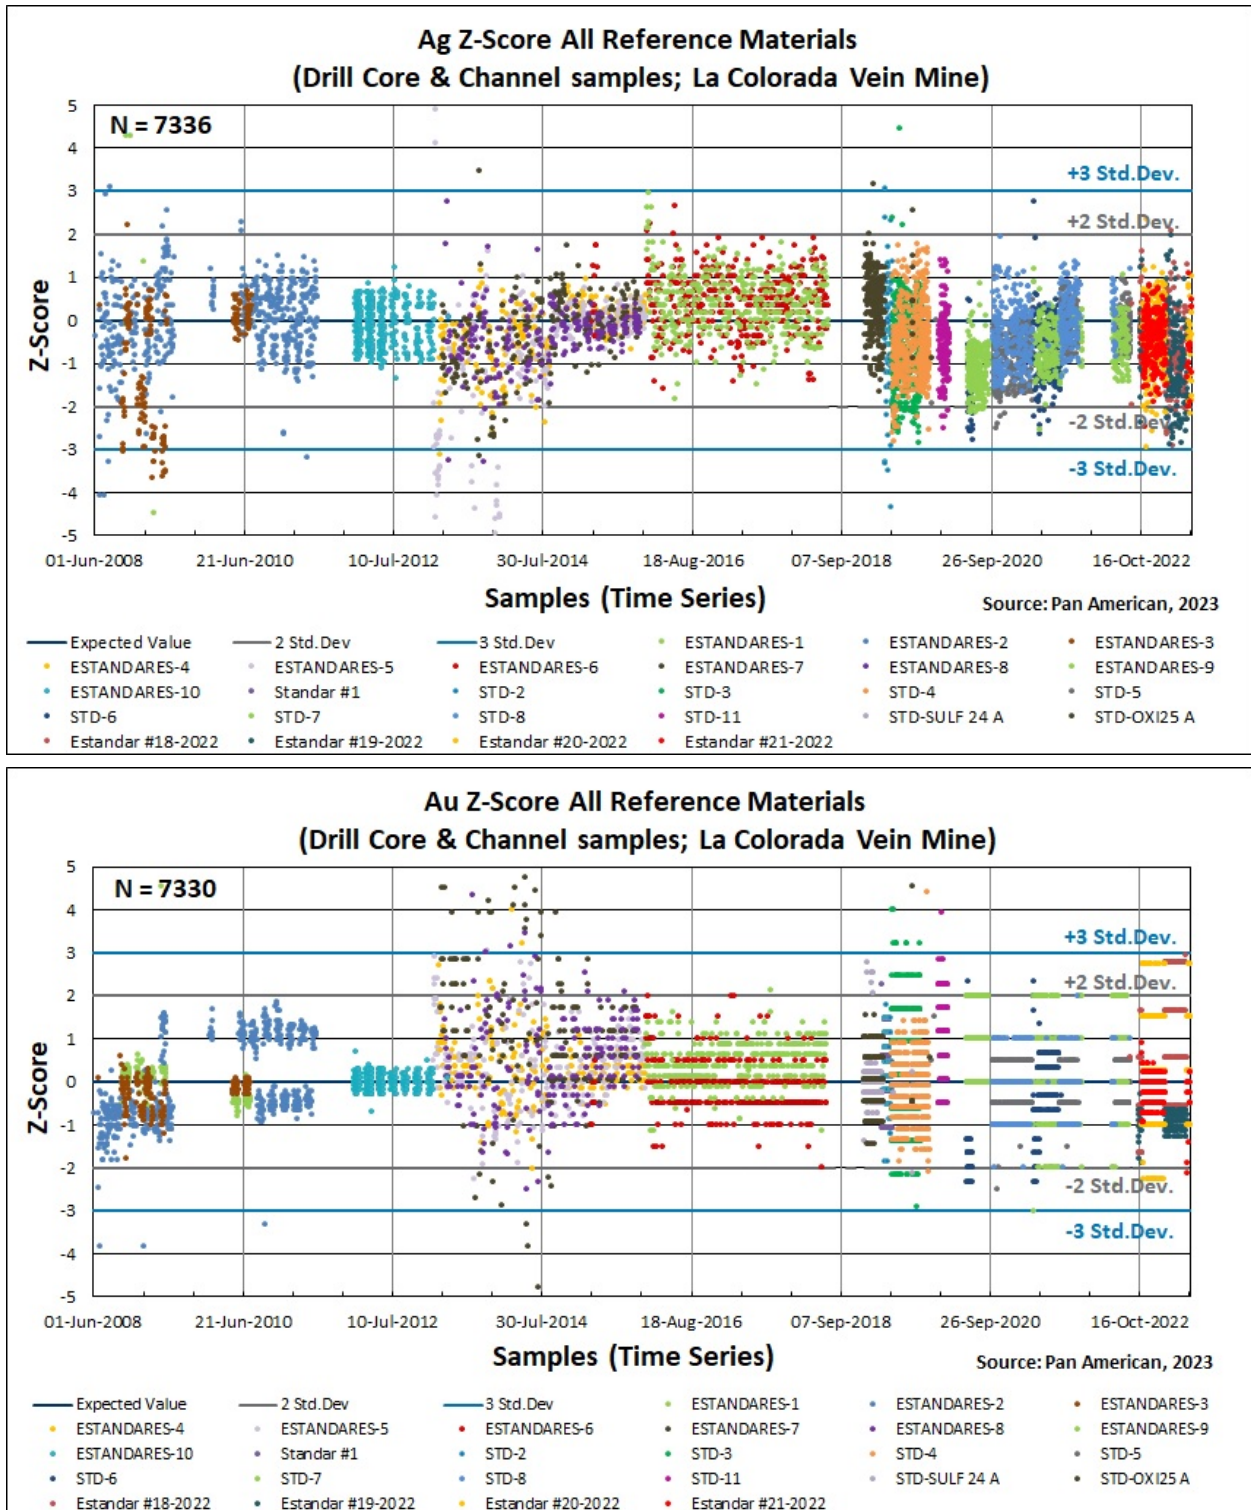 Ag Z-Score All Reference Materials
(Drill Core & Channel samples; La Colorada Vein Mine)
N = 7336
5
4
3
2
1
0
-1
-2
-3
-4
-5
Z-Score
+3 Std.Dev.
+2 Std.Dev.
-2 Std.Dev.
-3 Std.Dev.
01-Jun-2008 21-Jun-2010 10-Jul-2012 30-Jul-2014 18-Aug-2016 07-Sep-2018 26-Sep-2020 16-Oct-2022
Samples (Time Series)
Source: Pan American, 2023
Expected Value 2 Std.Dev 3 Std.Dev ESTANDARES-1 ESTANDARES-2 ESTANDARES-3
ESTANDARES-4 ESTANDARES-5 ESTANDARES-6 ESTANDARES-7 ESTANDARES-8 ESTANDARES-9
ESTANDARES-10 Standar #1 STD-2 STD-3 STD-4 STD-5
STD-6 STD-7 STD-8 STD-11 STD-SULF 24 A STD-OXI25 A
Estandar #18-2022 Estandar #19-2022 Estandar #20-2022 Estandar #21-2022
Au Z-Score All Reference Materials
(Drill Core & Channel samples; La Colorada Vein Mine)
N = 7330
5
4
3
2
1
0
-1
-2
-3
-4
-5
Z-Score
+3 Std.Dev.
+2 Std.Dev.
-2 Std.Dev.
-3 Std.Dev.
01-Jun-2008 21-Jun-2010 10-Jul-2012 30-Jul-2014 18-Aug-2016 07-Sep-2018 26-Sep-2020 16-Oct-2022
Samples (Time Series)
Source: Pan American, 2023
Expected Value 2 Std.Dev 3 Std.Dev ESTANDARES-1 ESTANDARES-2 ESTANDARES-3
ESTANDARES-4 ESTANDARES-5 ESTANDARES-6 ESTANDARES-7 ESTANDARES-8 ESTANDARES-9
ESTANDARES-10 Standar #1 STD-2 STD-3 STD-4 STD-5
STD-6 STD-7 STD-8 STD-11 STD-SULF 24 A STD-OXI25 A
Estandar #18-2022 Estandar #19-2022 Estandar #20-2022 Estandar #21-2022